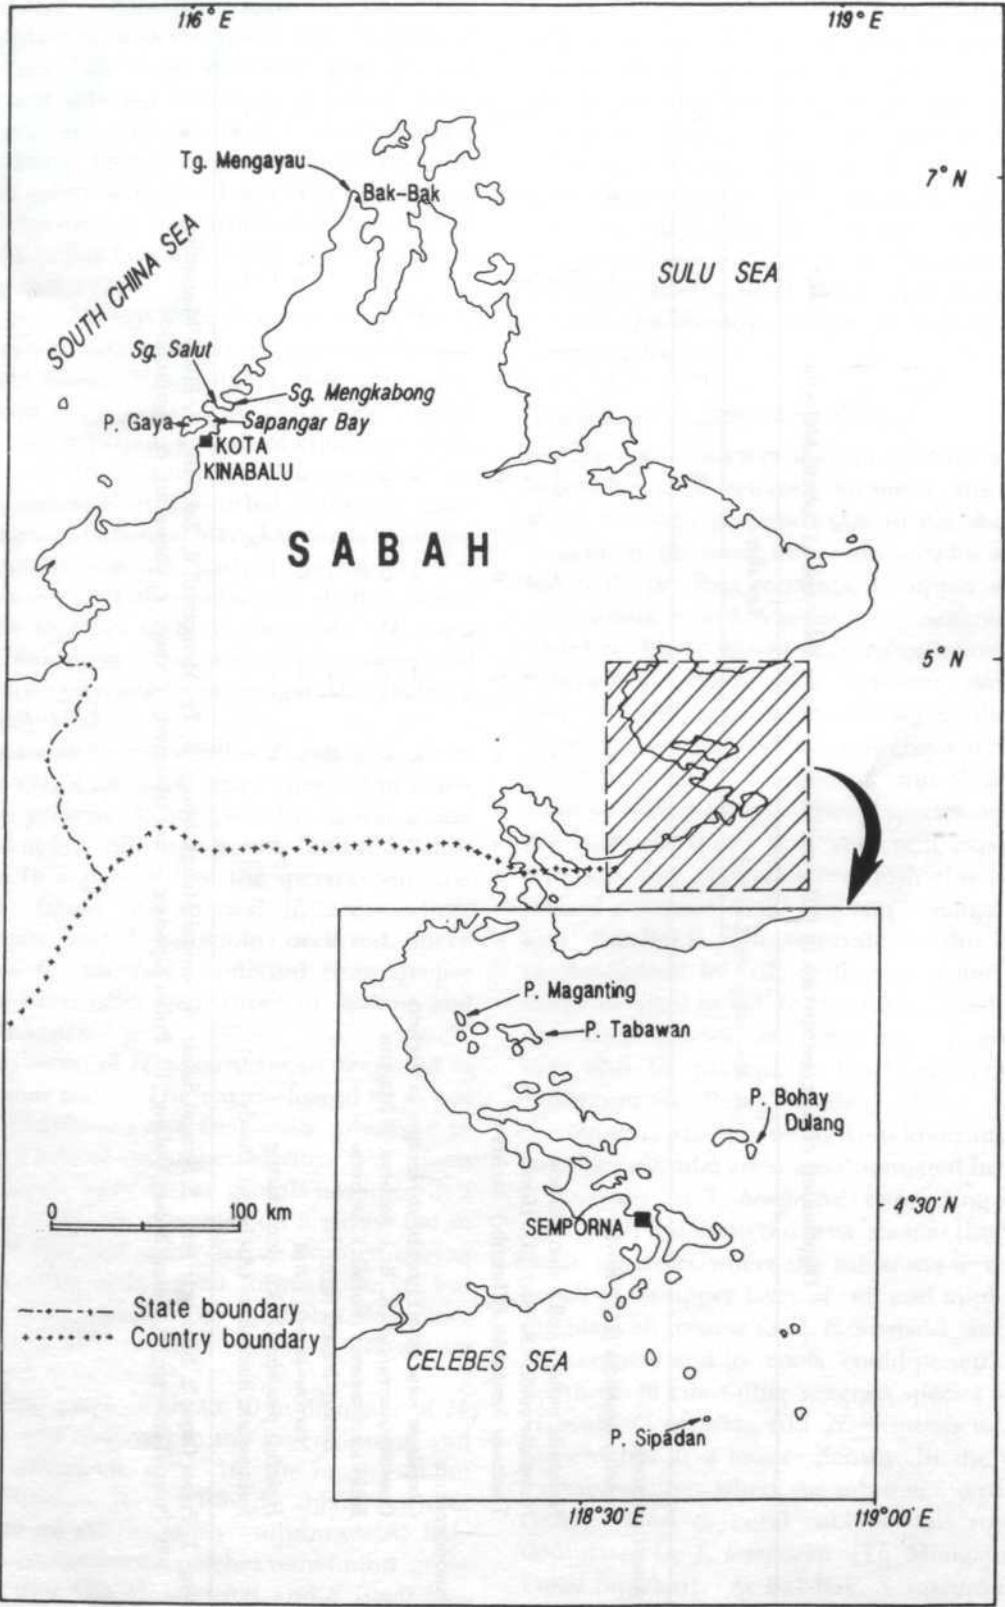 116° E
119° E
Tg. Mengayau
Bak-Bak
7° N
SOUTH CHINA SEA
SULU SEA
Sg. Salut
Sg. Mengkabong
P. Gaya
Sapangar Bay
KOTA
KINABALU
SABAH
5° N
P. Maganting
P. Tabawan
P. Bohay
Dulang
0 100 km
SEMPORNA
4° 30' N
State boundary
Country boundary
CELEBES SEA
P. Sipadan
118° 30' E
119° 00' E